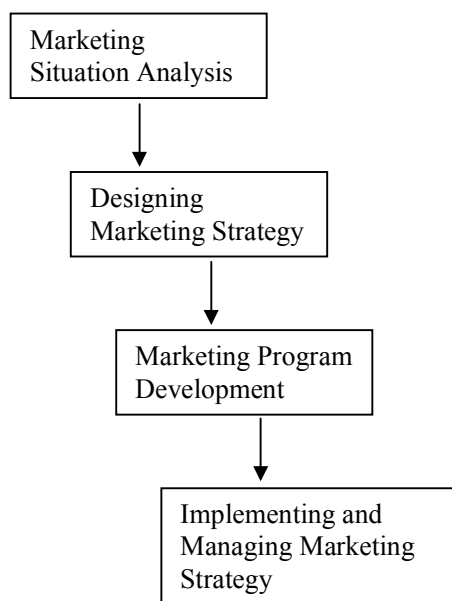 Marketing
Situation Analysis
Designing
Marketing Strategy
Marketing Program
Development
Implementing and
Managing Marketing
Strategy